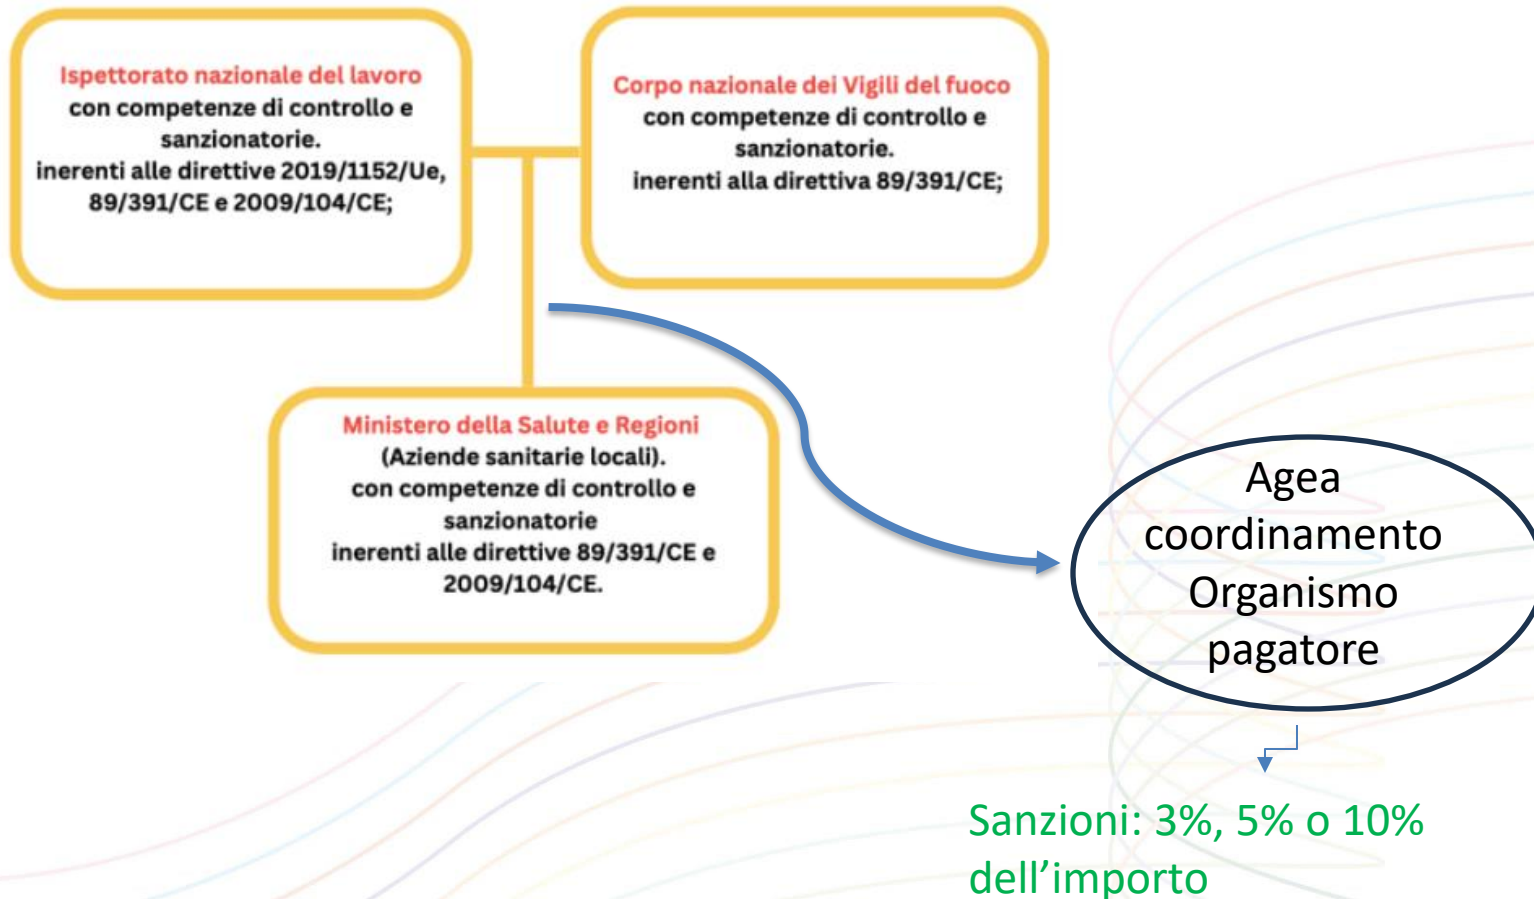 Ispettorato nazionale del lavoro
con competenze di controllo e
sanzionatorie.
inerenti alle direttive 2019/1152/Ue,
89/391/CE e 2009/104/CE;
Corpo nazionale dei Vigili del fuoco
con competenze di controllo e
sanzionatorie.
inerenti alla direttiva 89/391/CE;
Ministero della Salute e Regioni
(Aziende sanitarie locali).
con competenze di controllo e
sanzionatorie
inerenti alle direttive 89/391/CE e
2009/104/CE.
Agea
coordinamento
Organismo
pagatore
Sanzioni: 3%, 5% o 10%
dell’importo